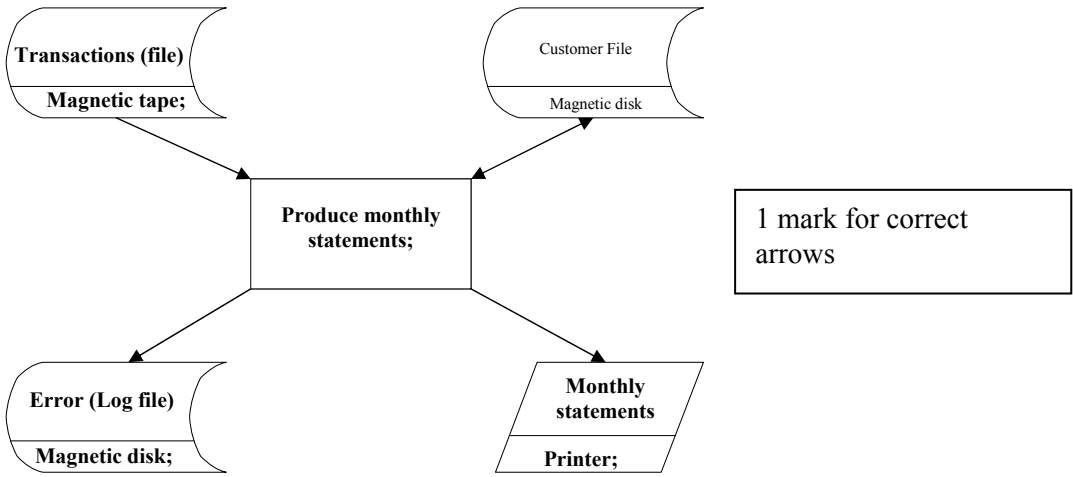 Transactions (file)
Magnetic tape;
Customer File
Magnetic disk
Produce monthly
statements;
1 mark for correct
arrows
Error (Log file)
Magnetic disk;
Monthly
statements
Printer;